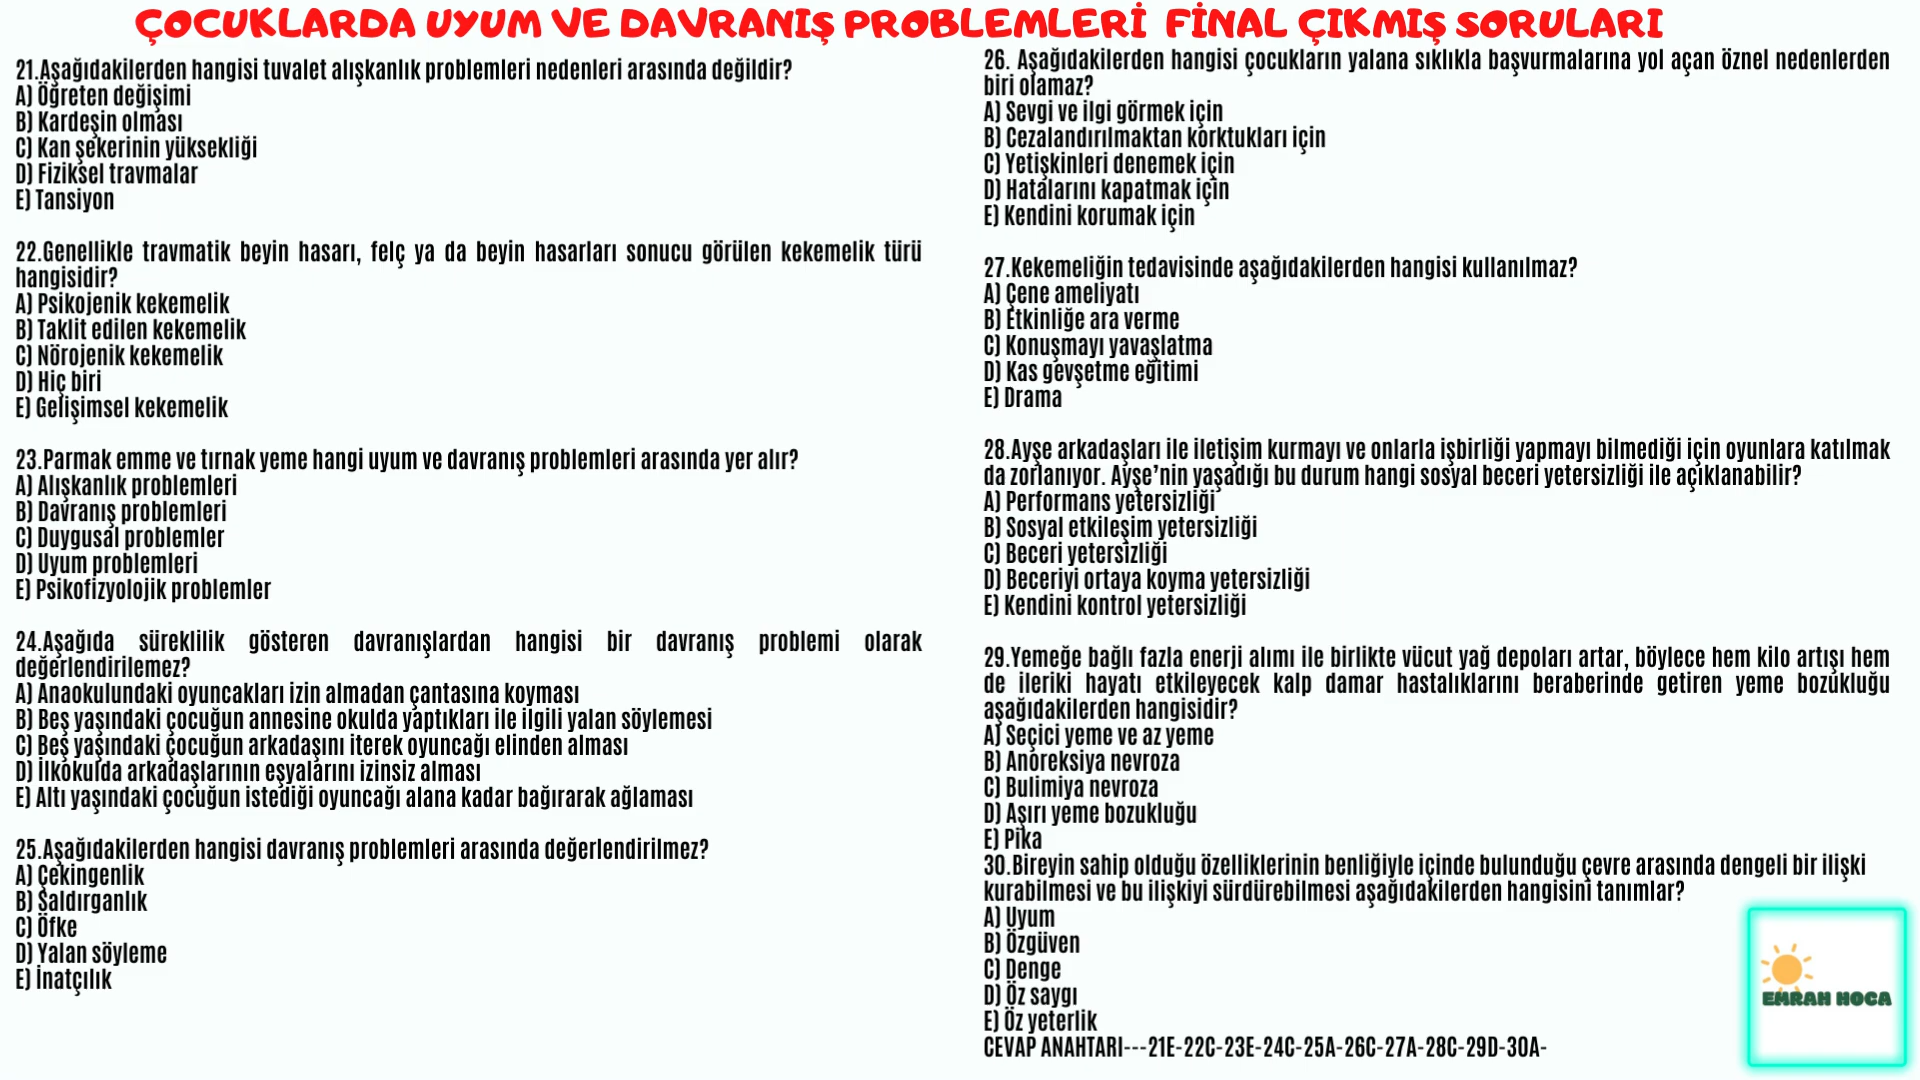 ÇOCUKLARDA UYUM VE DAVRANIŞ PROBLEMLERİ FİNAL ÇIKMIŞ SORULARI
21.Aşağıdakilerden hangisi tuvalet alışkanlık problemleri nedenleri arasında değildir?
A) Öğreten değişimi
B) Kardeşin olması
C) Kan şekerinin yüksekliği
D) Fiziksel travmalar
E) Tansiyon
22.Genellikle travmatik beyin hasarı, felç ya da beyin hasarları sonucu görülen kekemelik türü
hangisidir?
A) Psikojenik kekemelik
B) Taklit edilen kekemelik
C) Nörojenik kekemelik
D) Hiç biri
E) Gelişimsel kekemelik
23.Parmak emme ve tırnak yeme hangi uyum ve davranış problemleri arasında yer alır?
A) Alışkanlık problemleri
B) Davranış problemleri
C) Duygusal problemler
D) Uyum problemleri
E) Psikofizyolojik problemler
24.Aşağıda süreklilik gösteren davranışlardan hangisi bir davranış problemi olarak
değerlendirilemez?
A) Anaokulundaki oyuncakları izin almadan çantasına koyması
B) Beş yaşındaki çocuğun annesine okulda yaptıkları ile ilgili yalan söylemesi
C) Beş yaşındaki çocuğun arkadaşını iterek oyuncağı elinden alması
D) İlkokulda arkadaşlarının eşyalarını izinsiz alması
E) Altı yaşındaki çocuğun istediği oyuncağı alana kadar bağırarak ağlaması
25.Aşağıdakilerden hangisi davranış problemleri arasında değerlendirilmez?
A) Çekingenlik
B) Saldırganlık
C) Öfke
D) Yalan söyleme
E) İnatçılık
26. Aşağıdakilerden hangisi çocukların yalana sıklıkla başvurmalarına yol açan öznel nedenlerden
biri olamaz?
A) Sevgi ve ilgi görmek için
B) Cezalandırılmaktan korktukları için
C) Yetişkinleri denemek için
D) Hatalarını kapatmak için
E) Kendini korumak için
27.Kekemeliğin tedavisinde aşağıdakilerden hangisi kullanılmaz?
A) Çene ameliyatı
B) Etkinliğe ara verme
C) Konuşmayı yavaşlatma
D) Kas gevşetme eğitimi
E) Drama
28.Ayşe arkadaşları ile iletişim kurmayı ve onlarla işbirliği yapmayı bilmediği için oyunlara katılmak
da zorlanıyor. Ayşe’nin yaşadığı bu durum hangi sosyal beceri yetersizliği ile açıklanabilir?
A) Performans yetersizliği
B) Sosyal etkileşim yetersizliği
C) Beceri yetersizliği
D) Beceriyi ortaya koyma yetersizliği
E) Kendini kontrol yetersizliği
29.Yemeğe bağlı fazla enerji alımı ile birlikte vücut yağ depoları artar, böylece hem kilo artışı hem
de ileriki hayatı etkileyecek kalp damar hastalıklarını beraberinde getiren yeme bozukluğu
aşağıdakilerden hangisidir?
A) Seçici yeme ve az yeme
B) Anoreksiya nevroza
C) Bulimiya nevroza
D) Aşırı yeme bozukluğu
E) Pika
30.Bireyin sahip olduğu özelliklerinin benliğiyle içinde bulunduğu çevre arasında dengeli bir ilişki
kurabilmesi ve bu ilişkiyi sürdürebilmesi aşağıdakilerden hangisini tanımlar?
A) Uyum
B) Özgüven
C) Denge
D) Öz saygı
E) Öz yeterlik
CEVAP ANAHTARI---21E-22C-23E-24C-25A-26C-27A-28C-29D-30A-
EMRAH HOCA